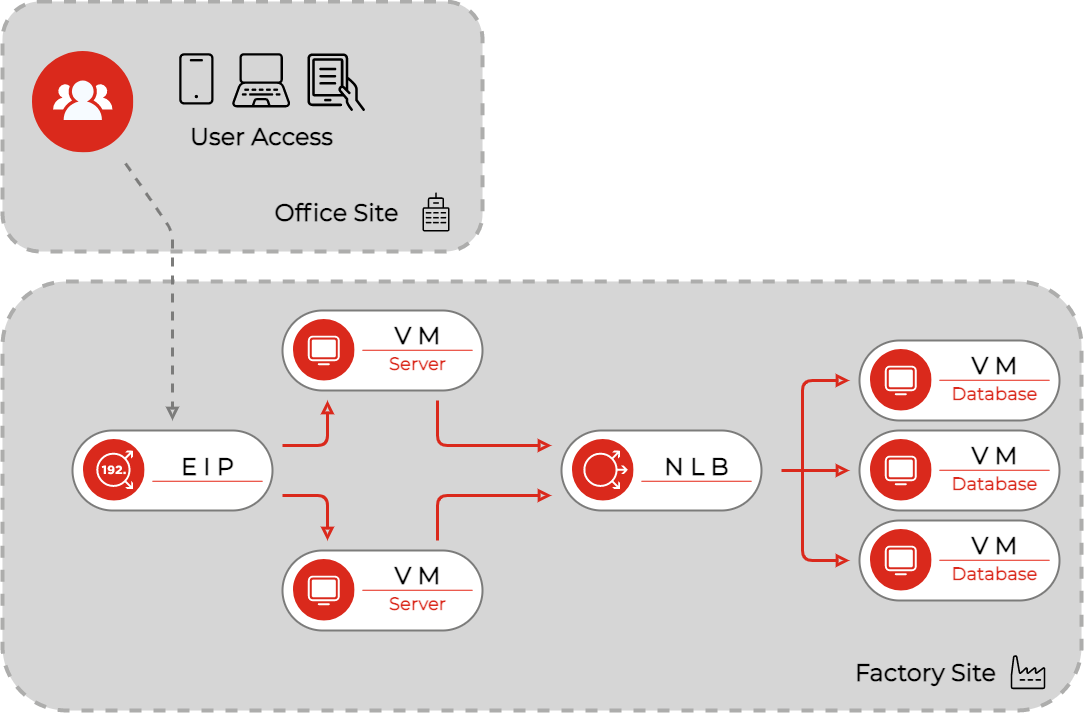 User Access
Office Site
VM
Server
192.
EIP
VM
Server
NLB
VM
Database
VM
Database
VM
Database
Factory Site